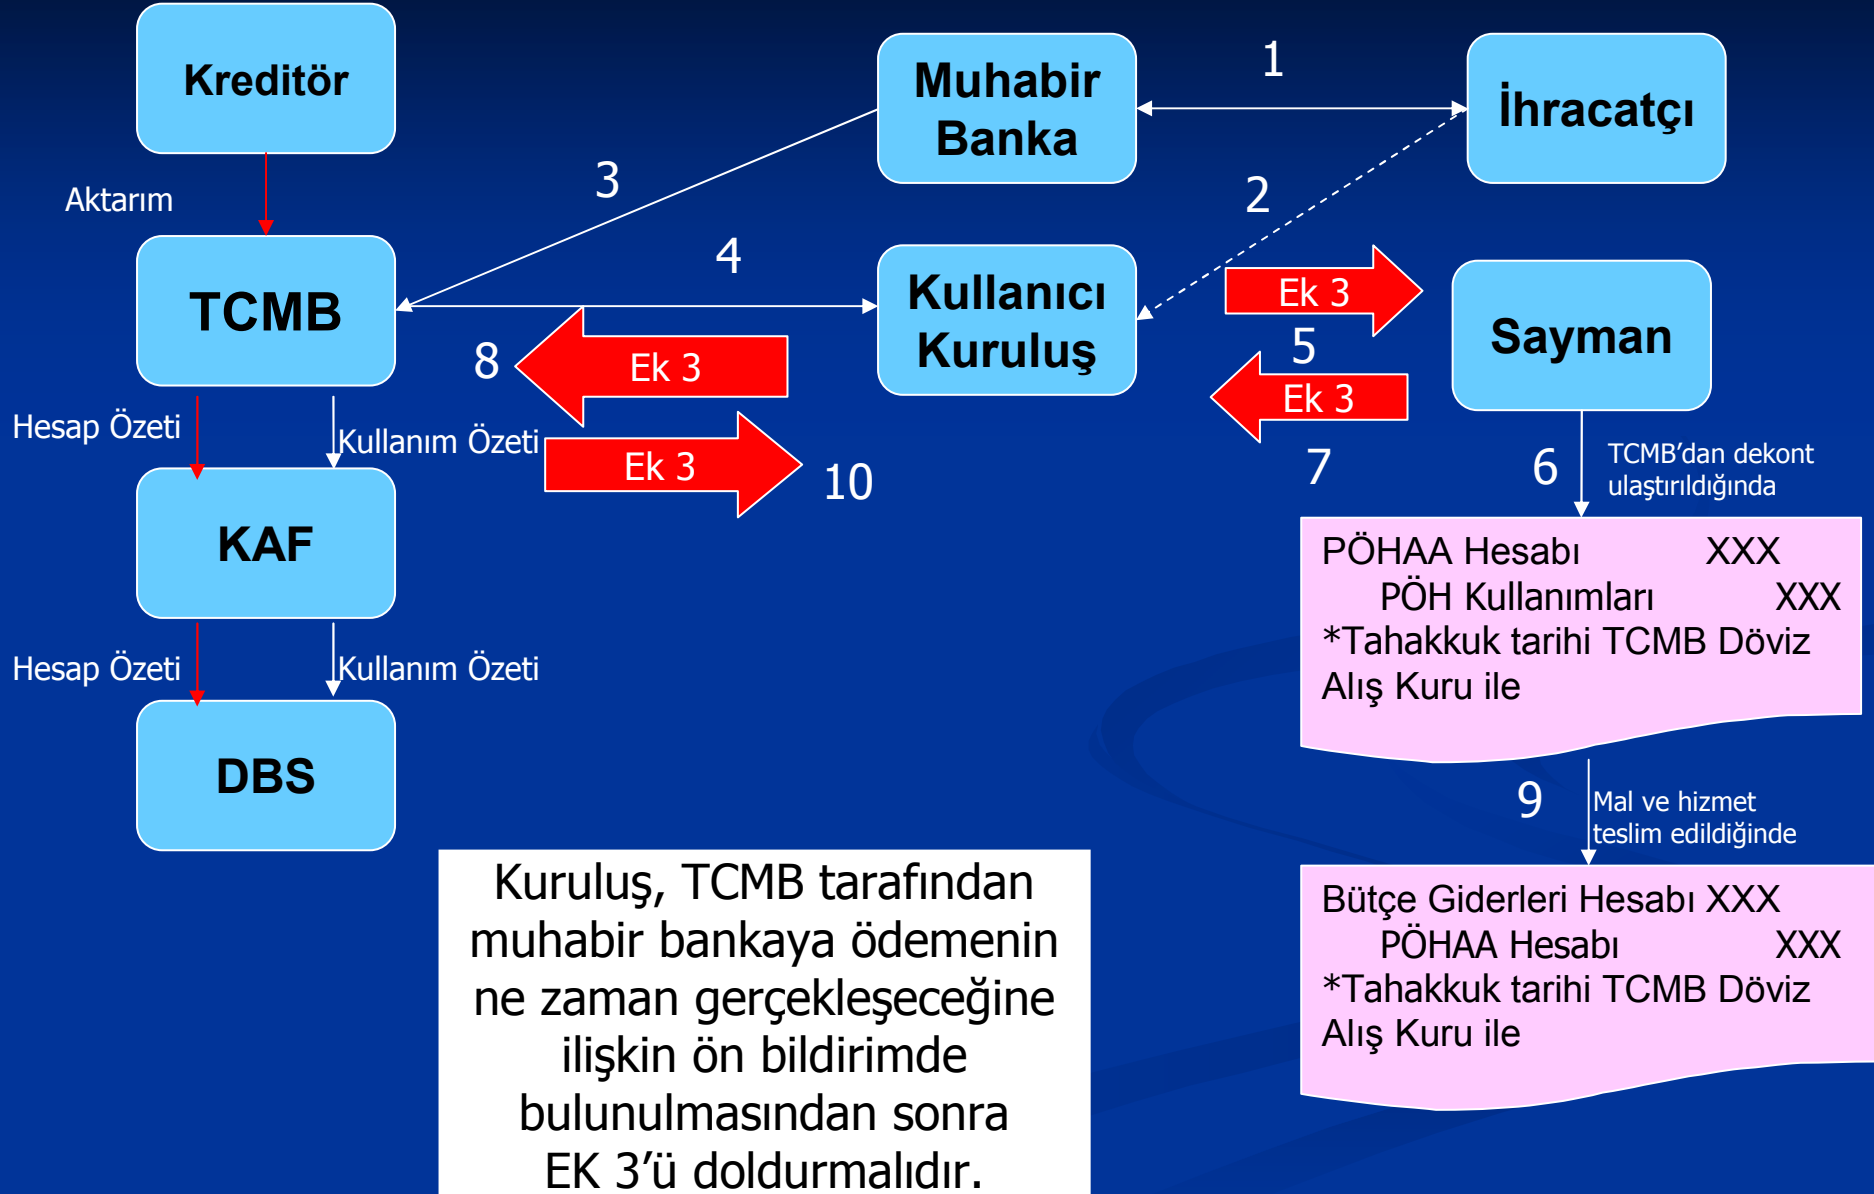 Kreditör
Muhabir
Banka
1
İhracatçı
Aktarım
3
2
TCMB
4
Kullanıcı
Kuruluş
Ek 3
5
Sayman
8
Ek 3
Ek 3
Hesap Özeti
Kullanım Özeti
Ek 3
10
7
6
TCMB’dan dekont
ulaştırıldığında
KAF
PÖHAA Hesabı XXX
PÖH Kullanımları XXX
*Tahakkuk tarihi TCMB Döviz
Alış Kuru ile
Hesap Özeti
Kullanım Özeti
DBS
9
Mal ve hizmet
teslim edildiğinde
Kuruluş, TCMB tarafından
muhabir bankaya ödemenin
ne zaman gerçekleşeceğine
ilişkin ön bildirimde
bulunulmasından sonra
EK 3’ü doldurmalıdır.
Bütçe Giderleri Hesabı XXX
PÖHAA Hesabı XXX
*Tahakkuk tarihi TCMB Döviz
Alış Kuru ile